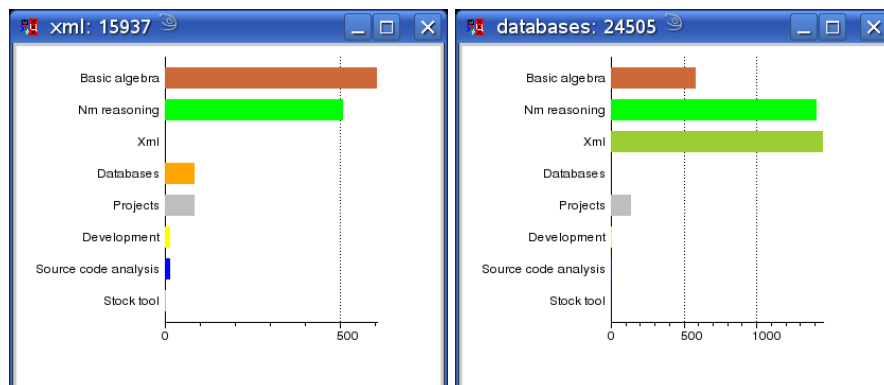 xml: 15937
Basic algebra
Nm reasoning
Xml
Databases
Projects
Development
Source code analysis
Stock tool
0 500
databases: 24505
Basic algebra
Nm reasoning
Xml
Databases
Projects
Development
Source code analysis
Stock tool
0 500 1000